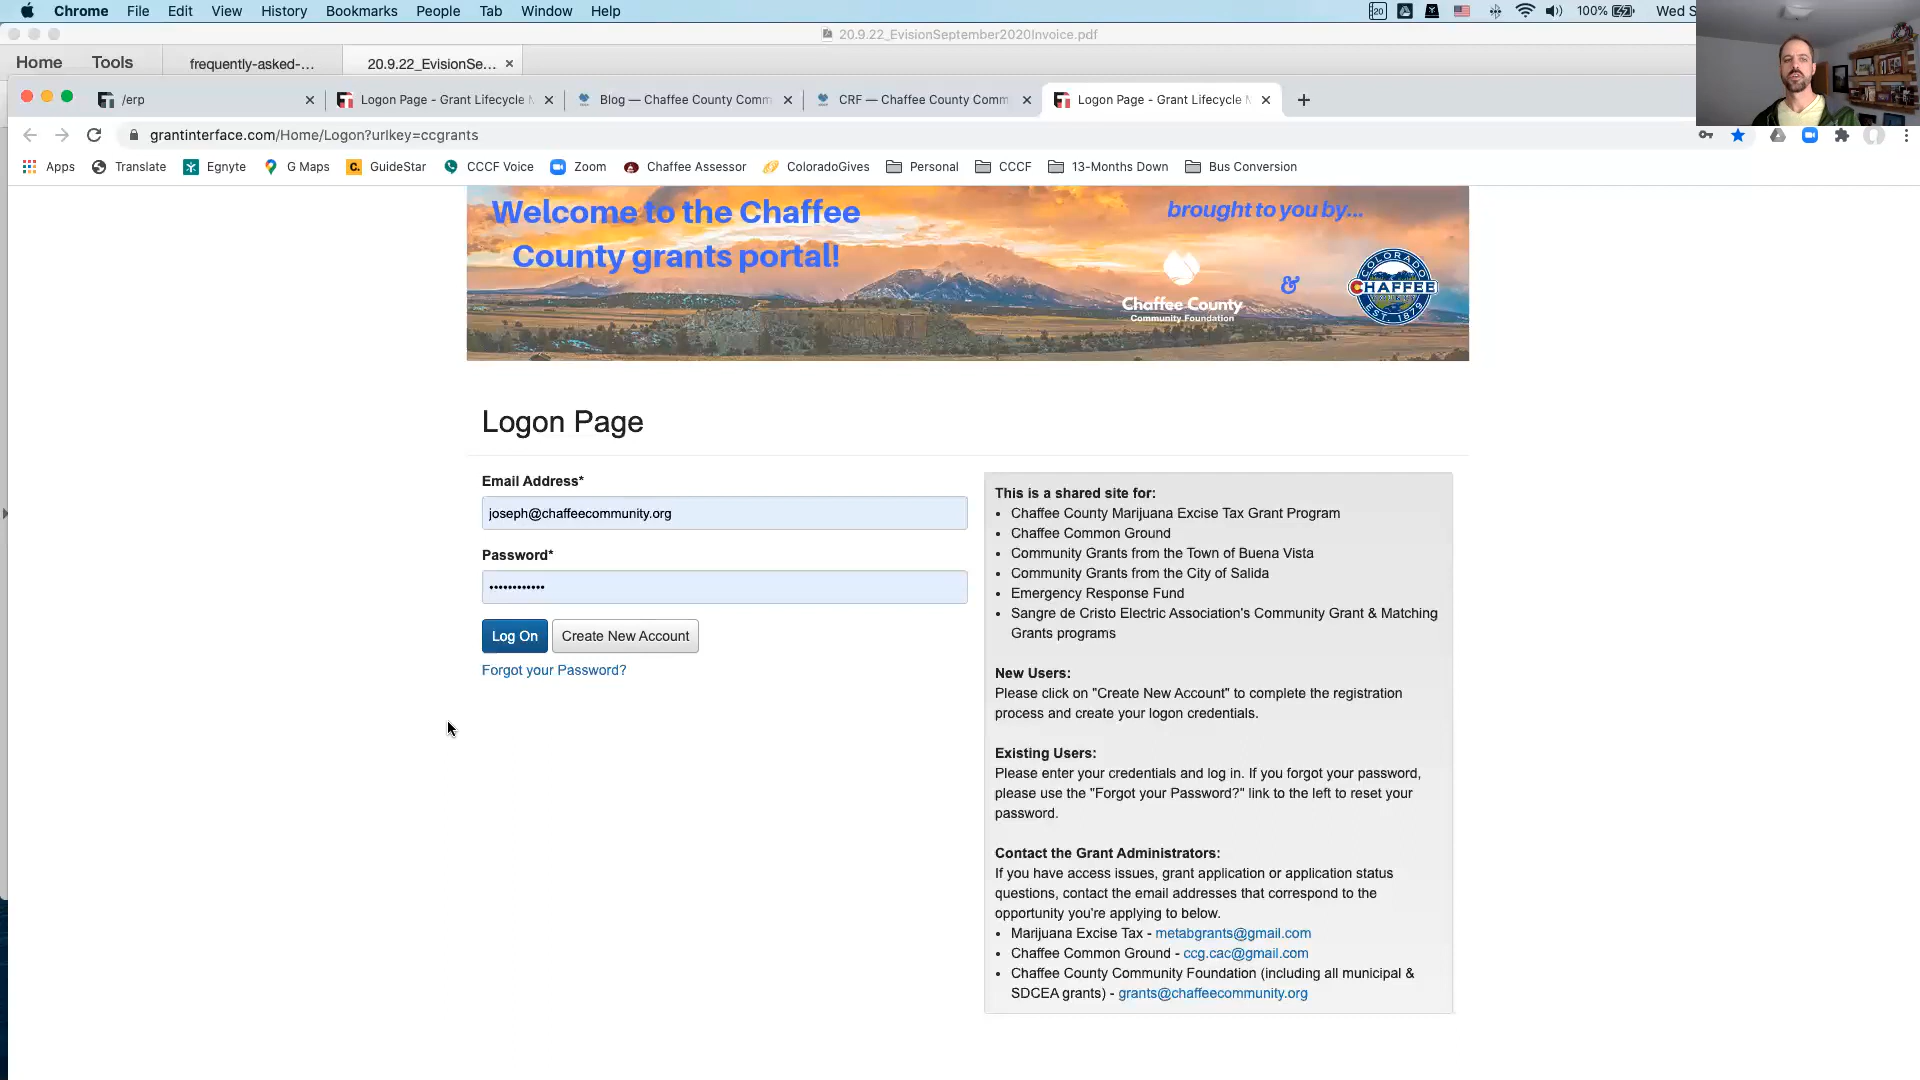 Chrome File Edit View History Bookmarks People Tab Window Help 20 100% Wed S
20.9.22_EvisionSeptember2020Invoice.pdf
Home Tools frequently-asked-... 20.9.22_EvisionSe... ×
/erp × Logon Page - Grant Lifecycle × Blog — Chaffee County Comm × CRF — Chaffee County Comm × Logon Page - Grant Lifecycle × +
grantinterface.com/Home/Logon?urlkey=ccgrants
Apps Translate Egnyte G Maps C. GuideStar CCCF Voice Zoom Chaffee Assessor ColoradoGives Personal CCCF 13-Months Down Bus Conversion
Welcome to the Chaffee
County grants portal!
brought to you by...
Chaffee County
Community Foundation
&
COLORADO
CHAFFEE
EST. 1879
Logon Page
Email Address*
joseph@chaffeecommunity.org
Password*
••••••••••••
Log On Create New Account
Forgot your Password?
This is a shared site for:
• Chaffee County Marijuana Excise Tax Grant Program
• Chaffee Common Ground
• Community Grants from the Town of Buena Vista
• Community Grants from the City of Salida
• Emergency Response Fund
• Sangre de Cristo Electric Association's Community Grant & Matching
Grants programs
New Users:
Please click on "Create New Account" to complete the registration
process and create your logon credentials.
Existing Users:
Please enter your credentials and log in. If you forgot your password,
please use the "Forgot your Password?" link to the left to reset your
password.
Contact the Grant Administrators:
If you have access issues, grant application or application status
questions, contact the email addresses that correspond to the
opportunity you're applying to below.
• Marijuana Excise Tax - metabgrants@gmail.com
• Chaffee Common Ground - ccg.cac@gmail.com
• Chaffee County Community Foundation (including all municipal &
SDCEA grants) - grants@chaffeecommunity.org